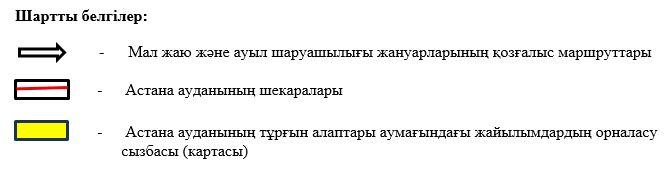 Шартты белгілер:
- Мал жаю және ауыл шаруашылығы жануарларының қозғалыс маршруттары
- Астана ауданының шекаралары
- Астана ауданының тұрғын алаптары аумағындағы жайылымдардың орналасу
сызбасы (картасы)